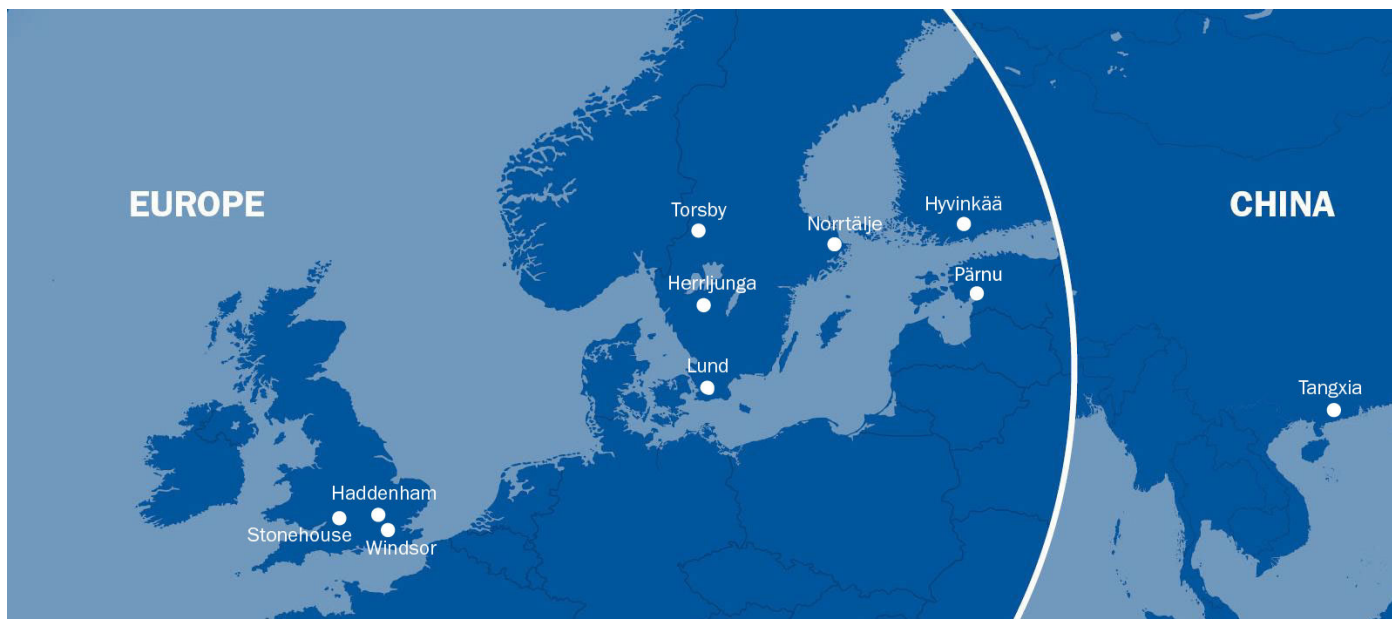 EUROPE
CHINA
Torsby
Norrtälje
Hyvinkää
Herrljunga
Pärnu
Lund
Tangxia
Haddenham
Stonehouse
Windsor